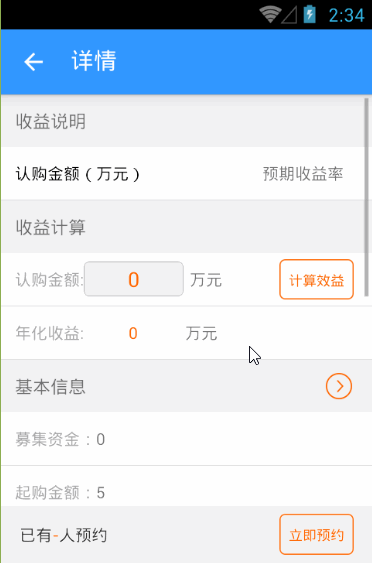 2:34
详情
收益说明
认购金额（万元） 预期收益率
收益计算
认购金额: 0 万元 计算效益
年化收益: 0 万元
基本信息
募集资金：0
起购金额：5
已有-人预约 立即预约